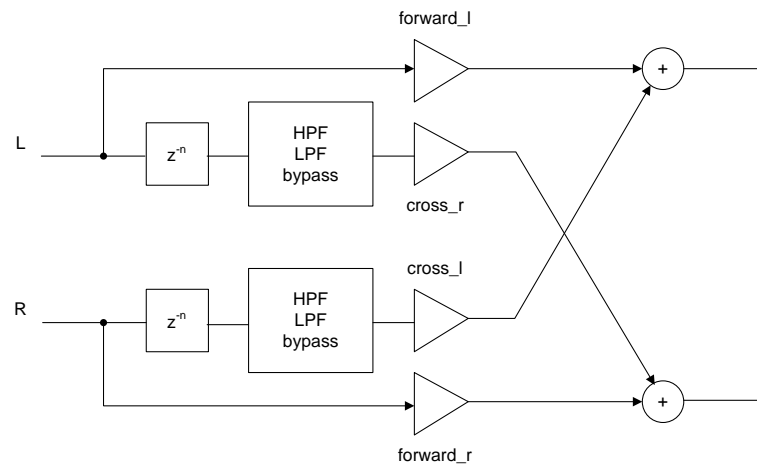 forward_l
+
HPF
LPF
bypass
L
z⁻ⁿ
cross_r
cross_l
HPF
LPF
bypass
R
z⁻ⁿ
+
forward_r